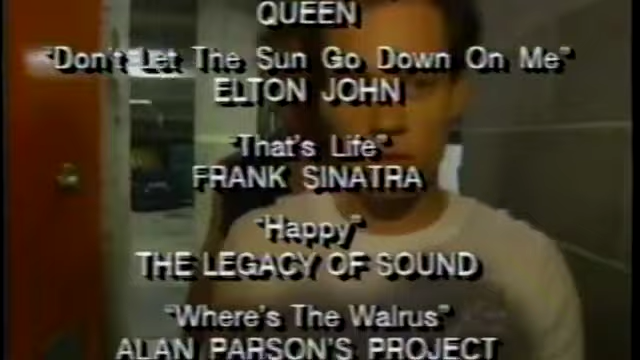 QUEEN
"Don't Let The Sun Go Down On Me"
ELTON JOHN
"That's Life"
FRANK SINATRA
"Happy"
THE LEGACY OF SOUND
"Where's The Walrus"
ALAN PARSON'S PROJECT